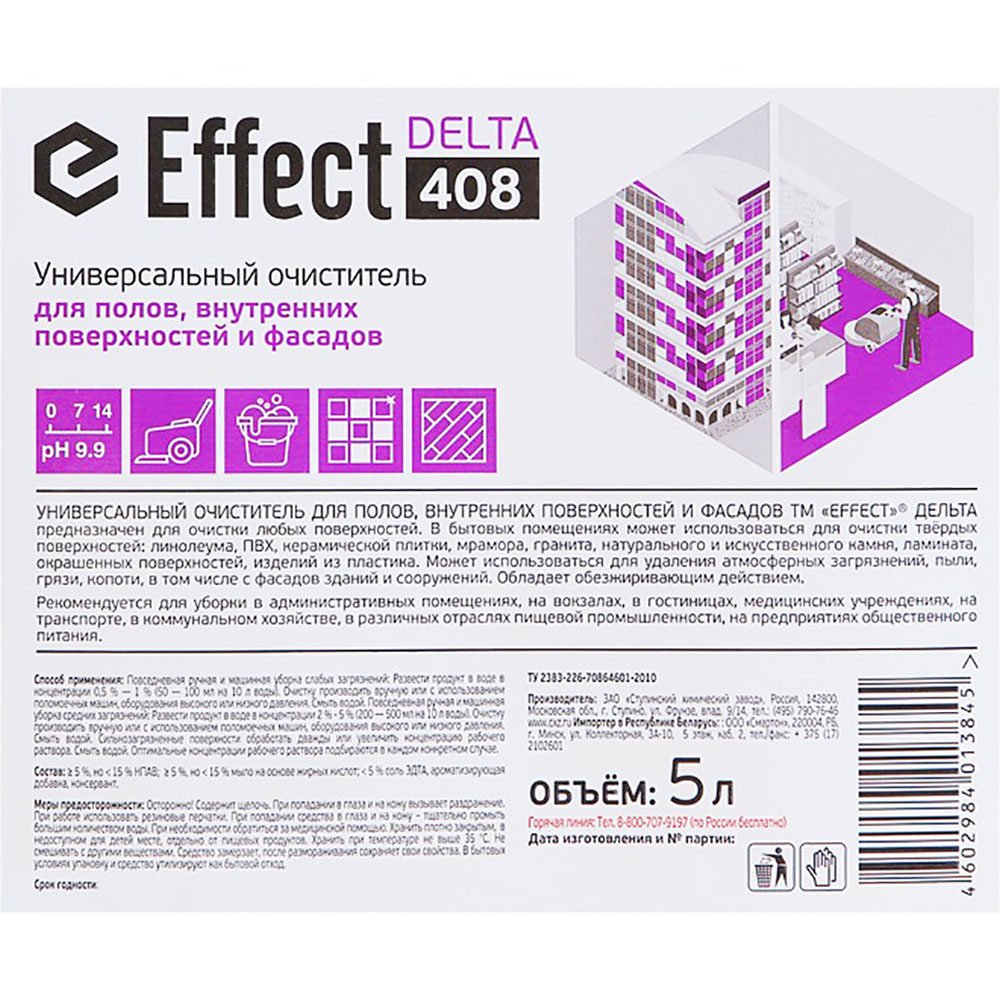 Effect DELTA
408
Универсальный очиститель
для полов, внутренних
поверхностей и фасадов
0 7 14
pH 9.9
УНИВЕРСАЛЬНЫЙ ОЧИСТИТЕЛЬ ДЛЯ ПОЛОВ, ВНУТРЕННИХ ПОВЕРХНОСТЕЙ И ФАСАДОВ ТМ «EFFECT»® ДЕЛЬТА
предназначен для очистки любых поверхностей. В бытовых помещениях может использоваться для очистки твёрдых
поверхностей: линолеума, ПВХ, керамической плитки, мрамора, гранита, натурального и искусственного камня, ламината,
окрашенных поверхностей, изделий из пластика. Может использоваться для удаления атмосферных загрязнений, пыли,
грязи, копоти, в том числе с фасадов зданий и сооружений. Обладает обезжиривающим действием.
Рекомендуется для уборки в административных помещениях, на вокзалах, в гостиницах, медицинских учреждениях, на
транспорте, в коммунальном хозяйстве, в различных отраслях пищевой промышленности, на предприятиях общественного
питания.
Способ применения: Повседневная ручная и машинная уборка слабых загрязнений: Развести продукт в воде в
концентрации 0,5 % — 1 % (50 — 100 мл на 10 л воды). Очистку производить вручную или с использованием
поломоечных машин, оборудования высокого или низкого давления. Смыть водой. Повседневная ручная и машинная
уборка средних загрязнений: Развести продукт в воде в концентрации 2 % - 5 % (200 — 500 мл на 10 л воды). Очистку
производить вручную или с использованием поломоечных машин, оборудования высокого или низкого давления.
Смыть водой. Сильнозагрязненные поверхности обработать дважды или увеличить концентрацию рабочего
раствора. Смыть водой. Оптимальные концентрации рабочего раствора подбираются в каждом конкретном случае.
Состав: ≥ 5 %, но < 15 % НПАВ; ≥ 5 %, но < 15 % мыло на основе жирных кислот; < 5 % соль ЭДТА, ароматизирующая
добавка, консервант.
Меры предосторожности: Осторожно! Содержит щелочь. При попадании в глаза и на кожу вызывает раздражение.
При работе использовать резиновые перчатки. При попадании средства в глаза и на кожу - тщательно промыть
большим количеством воды. При необходимости обратиться за медицинской помощью. Хранить плотно закрытым, в
недоступном для детей месте, отдельно от пищевых продуктов. Хранить при температуре не выше 35 °С. Не
смешивать с другими веществами. Средство замерзает, после размораживания сохраняет свои свойства. В бытовых
условиях упаковку и средство утилизируют как бытовой отход.
Срок годности:
ТУ 2383-226-70864601-2010
Производитель: ЗАО «Ступинский химический завод», Россия, 142800,
Московская обл., г. Ступино, ул. Фрунзе, влад. 9/14, тел.: (495) 790-76-46
www.cxz.ru Импортер в Республику Беларусь: : ООО «Смартон», 220004, РБ,
г. Минск, ул. Коллекторная, 3А-10, 5 этаж, каб. 2, тел./факс: + 375 (17)
2102601
ОБЪЁМ: 5 л
Горячая линия: Тел. 8-800-707-9197 (по России бесплатно)
Дата изготовления и № партии:
4 602984 013845 >